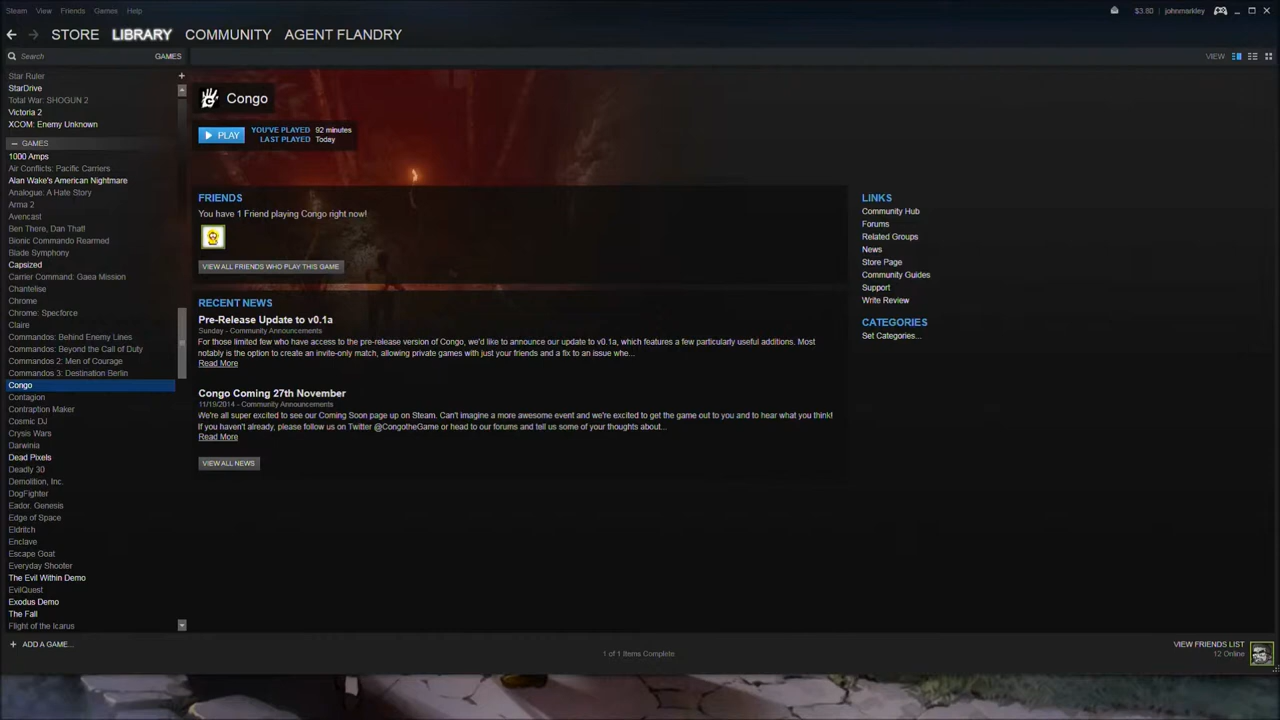 Steam View Friends Games Help
$3.80 johnmarkley
STORE LIBRARY COMMUNITY AGENT FLANDRY
Search GAMES
VIEW
Star Ruler
StarDrive
Total War: SHOGUN 2
Victoria 2
XCOM: Enemy Unknown
GAMES
1000 Amps
Air Conflicts: Pacific Carriers
Alan Wake's American Nightmare
Analogue: A Hate Story
Arma 2
Avencast
Ben There, Dan That!
Bionic Commando Rearmed
Blade Symphony
Capsized
Carrier Command: Gaea Mission
Chantelise
Chrome
Chrome: Specforce
Claire
Commandos: Behind Enemy Lines
Commandos: Beyond the Call of Duty
Commandos 2: Men of Courage
Commandos 3: Destination Berlin
Congo
Contagion
Contraption Maker
Cosmic DJ
Crysis Wars
Darwinia
Dead Pixels
Deadly 30
Demolition, Inc.
DogFighter
Eador. Genesis
Edge of Space
Eldritch
Enclave
Escape Goat
Everyday Shooter
The Evil Within Demo
EvilQuest
Exodus Demo
The Fall
Flight of the Icarus
+ ADD A GAME...
Congo
PLAY
YOU'VE PLAYED 92 minutes
LAST PLAYED Today
FRIENDS
You have 1 Friend playing Congo right now!
VIEW ALL FRIENDS WHO PLAY THIS GAME
RECENT NEWS
Pre-Release Update to v0.1a
Sunday - Community Announcements
For those limited few who have access to the pre-release version of Congo, we'd like to announce our update to v0.1a, which features a few particularly useful additions. Most
notably is the option to create an invite-only match, allowing private games with just your friends and a fix to an issue whe...
Read More
Congo Coming 27th November
11/19/2014 - Community Announcements
We're all super excited to see our Coming Soon page up on Steam. Can't imagine a more awesome event and we're excited to get the game out to you and to hear what you think!
If you haven't already, please follow us on Twitter @CongotheGame or head to our forums and tell us some of your thoughts about...
Read More
VIEW ALL NEWS
LINKS
Community Hub
Forums
Related Groups
News
Store Page
Community Guides
Support
Write Review
CATEGORIES
Set Categories...
1 of 1 Items Complete
VIEW FRIENDS LIST
12 Online